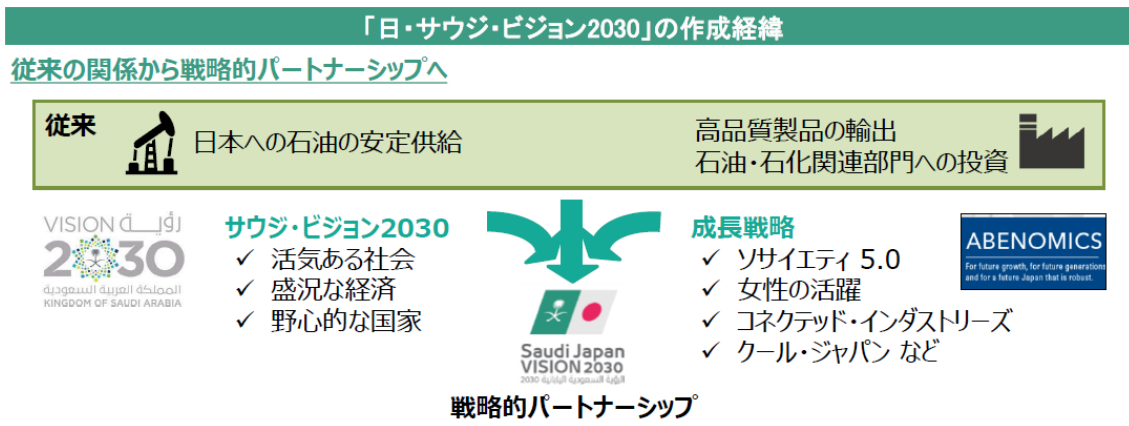 「日・サウジ・ビジョン2030」の作成経緯
従来の関係から戦略的パートナーシップへ
従来
日本への石油の安定供給
高品質製品の輸出
石油・石化関連部門への投資
VISION رؤيــة
2030
المملكة العربية السعودية
KINGDOM OF SAUDI ARABIA
サウジ・ビジョン2030
✓ 活気ある社会
✓ 盛況な経済
✓ 野心的な国家
Saudi Japan
VISION 2030
الرؤية السعودية اليابانية 2030
戦略的パートナーシップ
成長戦略
✓ ソサイエティ 5.0
✓ 女性の活躍
✓ コネクテッド・インダストリーズ
✓ クール・ジャパン など
ABENOMICS
For future growth, for future generations
and for a future Japan that is robust.